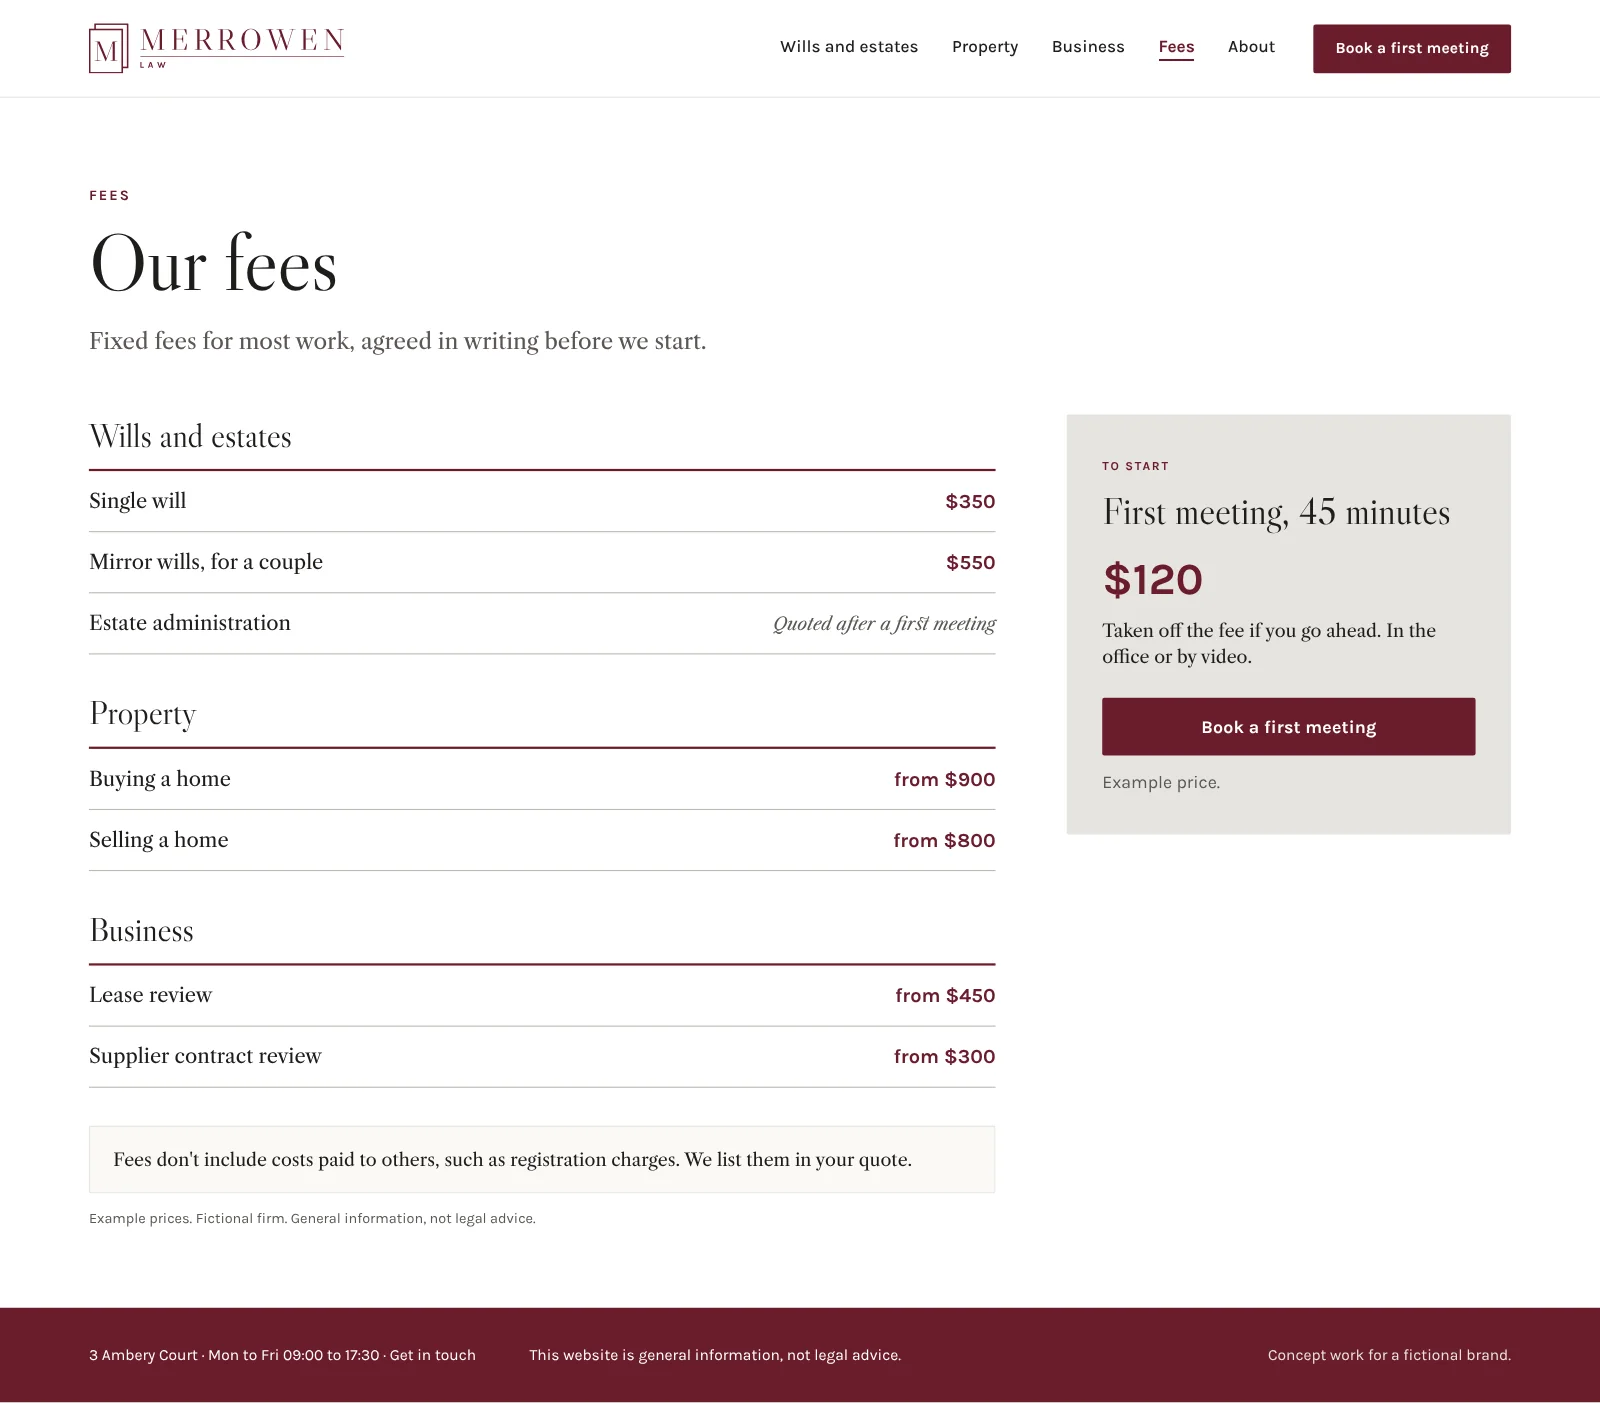 M MERROWEN
LAW
Wills and estates Property Business Fees About Book a first meeting
FEES
Our fees
Fixed fees for most work, agreed in writing before we start.
Wills and estates
Single will $350
Mirror wills, for a couple $550
Estate administration Quoted after a first meeting
Property
Buying a home from $900
Selling a home from $800
Business
Lease review from $450
Supplier contract review from $300
Fees don't include costs paid to others, such as registration charges. We list them in your quote.
Example prices. Fictional firm. General information, not legal advice.
TO START
First meeting, 45 minutes
$120
Taken off the fee if you go ahead. In the
office or by video.
Book a first meeting
Example price.
3 Ambery Court · Mon to Fri 09:00 to 17:30 · Get in touch This website is general information, not legal advice. Concept work for a fictional brand.